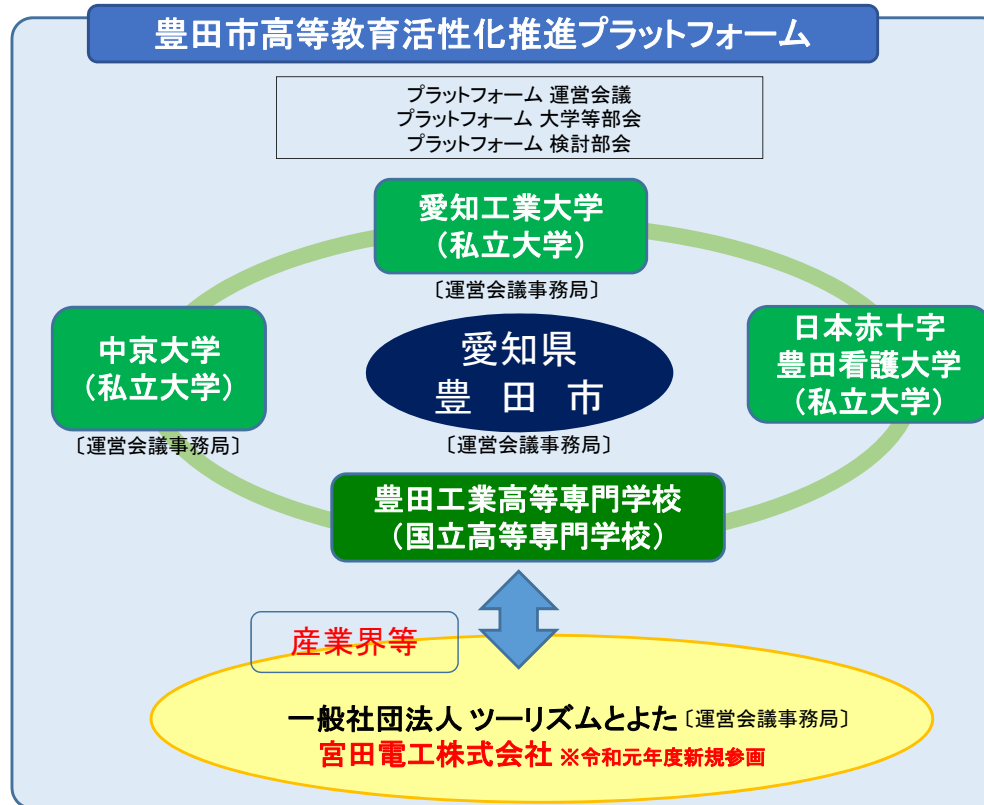 豊田市高等教育活性化推進プラットフォーム
プラットフォーム 運営会議
プラットフォーム 大学等部会
プラットフォーム 検討部会
愛知工業大学
（私立大学）
〔運営会議事務局〕
中京大学
（私立大学）
〔運営会議事務局〕
愛知県
豊 田 市
〔運営会議事務局〕
日本赤十字
豊田看護大学
（私立大学）
豊田工業高等専門学校
（国立高等専門学校）
産業界等
一般社団法人 ツーリズムとよた〔運営会議事務局〕
宮田電工株式会社 ※令和元年度新規参画